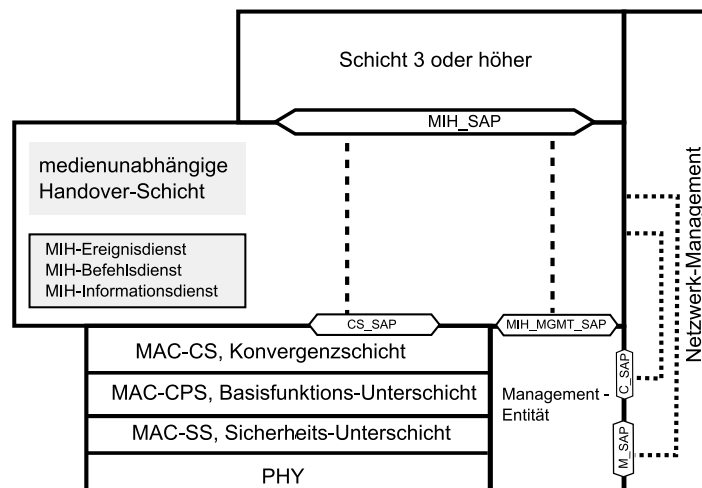 Schicht 3 oder höher
MIH_SAP
medienunabhängige
Handover-Schicht
MIH-Ereignisdienst
MIH-Befehlsdienst
MIH-Informationsdienst
CS_SAP
MIH_MGMT_SAP
MAC-CS, Konvergenzschicht
MAC-CPS, Basisfunktions-Unterschicht
MAC-SS, Sicherheits-Unterschicht
PHY
Management -
Entität
C_SAP
M_SAP
Netzwerk-Management